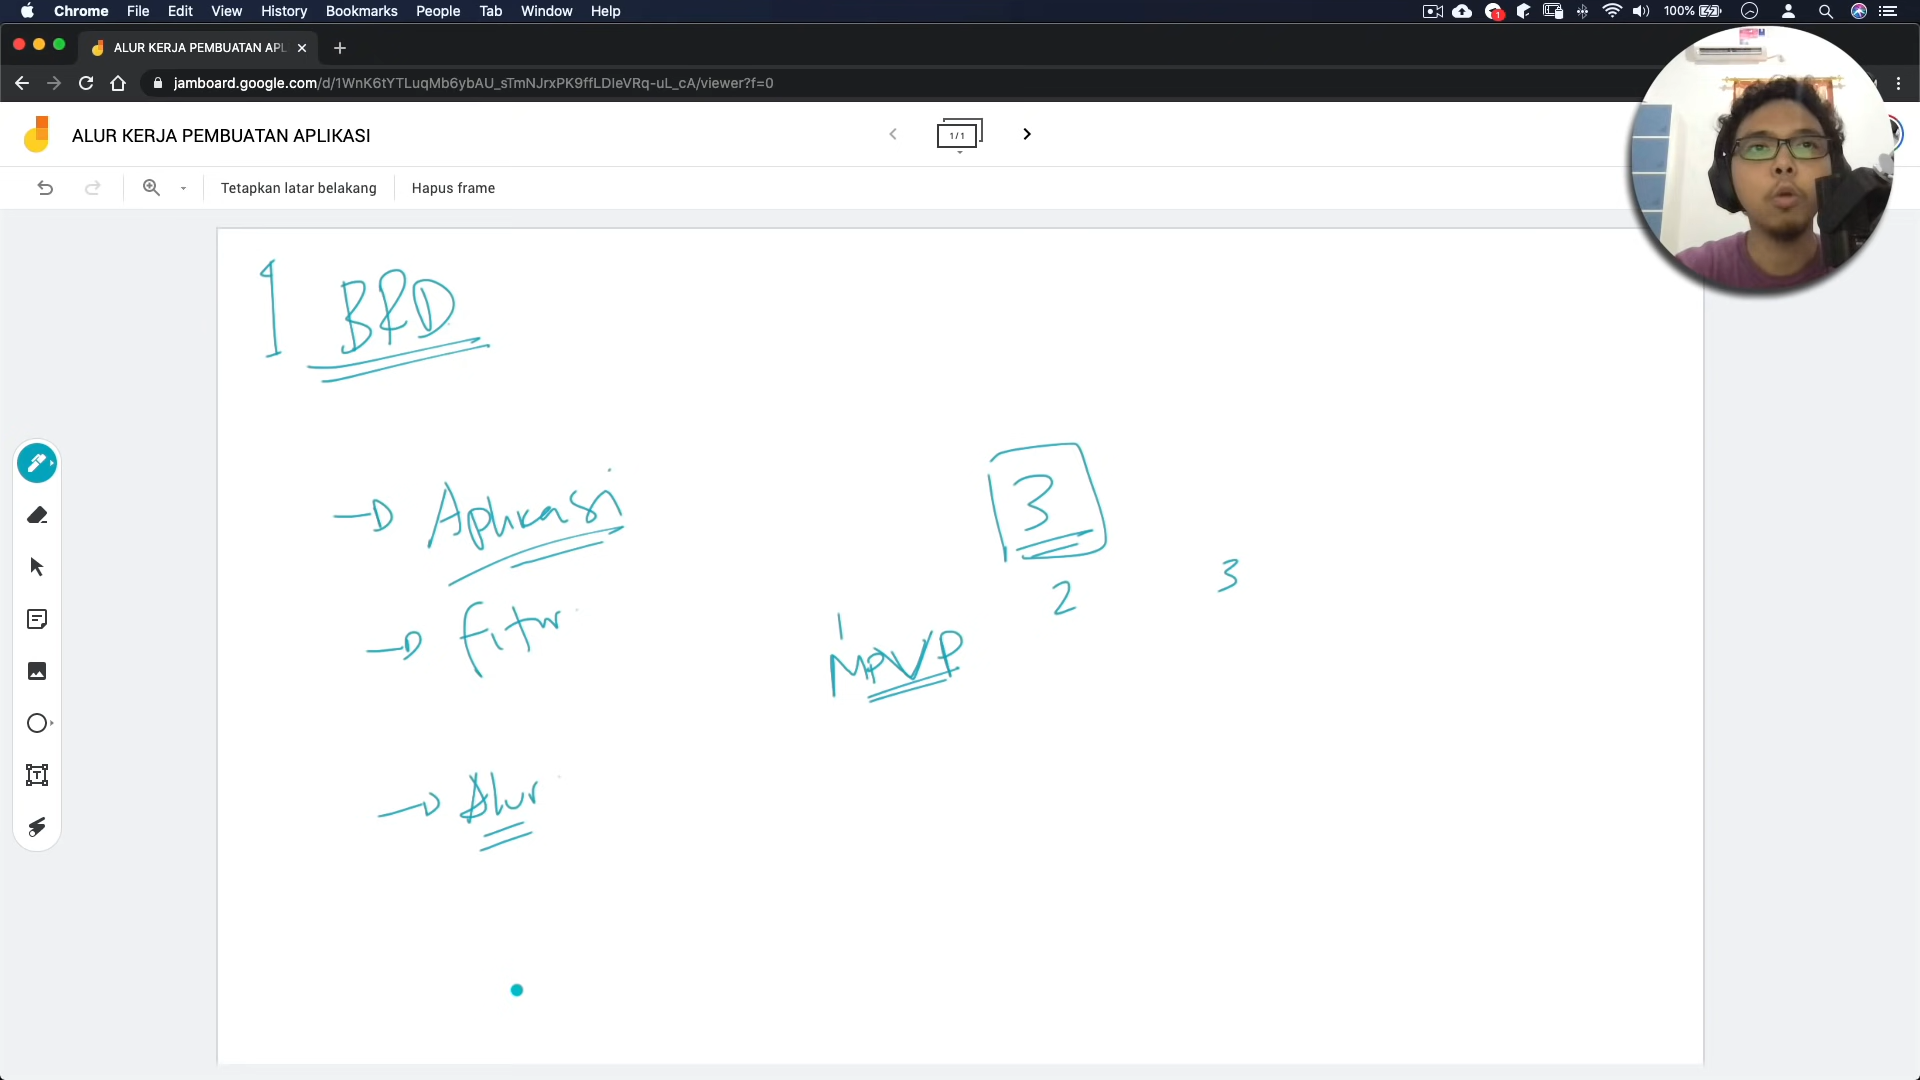 Chrome File Edit View History Bookmarks People Tab Window Help
1
100%
ALUR KERJA PEMBUATAN APL
jamboard.google.com/d/1WnK6tYTLuqMb6ybAU_sTmNJrxPK9ffLDIeVRq-uL_cA/viewer?f=0
ALUR KERJA PEMBUATAN APLIKASI
1/1
Tetapkan latar belakang
Hapus frame
1 BRD
Aplikasi
3
2
3
Fitur
1
MPVP
Alur